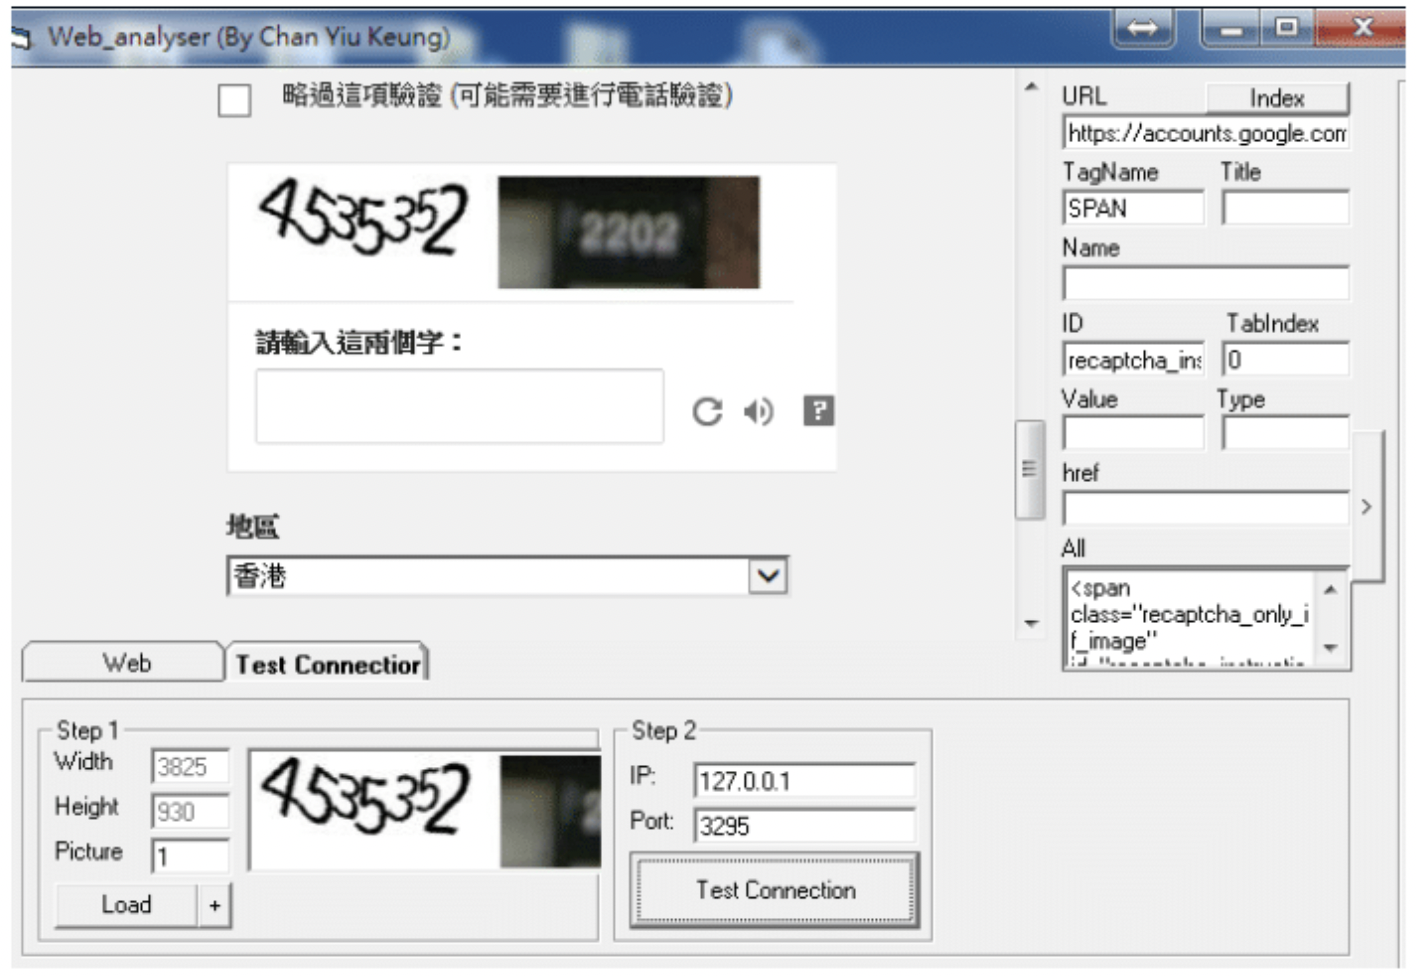 Web_analyser (By Chan Yiu Keung)
略過這項驗證 (可能需要進行電話驗證)
4535352 2202
請輸入這兩個字：
地區
香港
URL Index
https://accounts.google.com
TagName Title
SPAN
Name
ID TabIndex
recaptcha_ins 0
Value Type
href
>
All
<span
class="recaptcha_only_i
f_image"
Web Test Connection
Step 1
Width 3825
Height 930
Picture 1
Load +
4535352
Step 2
IP: 127.0.0.1
Port: 3295
Test Connection